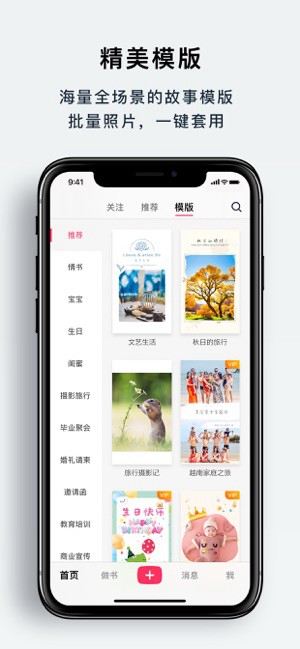 精美模版
海量全场景的故事模版
批量照片，一键套用
9:41
关注 推荐 模版
推荐
情书
宝宝
生日
闺蜜
摄影旅行
毕业聚会
婚礼请柬
邀请函
教育培训
商业宣传
文艺生活
秋日的旅行
VIP
旅行摄影记
越南家庭之旅
VIP
生日快乐
HAPPY
BIRTHDAY
VIP
首页 做书 消息 我